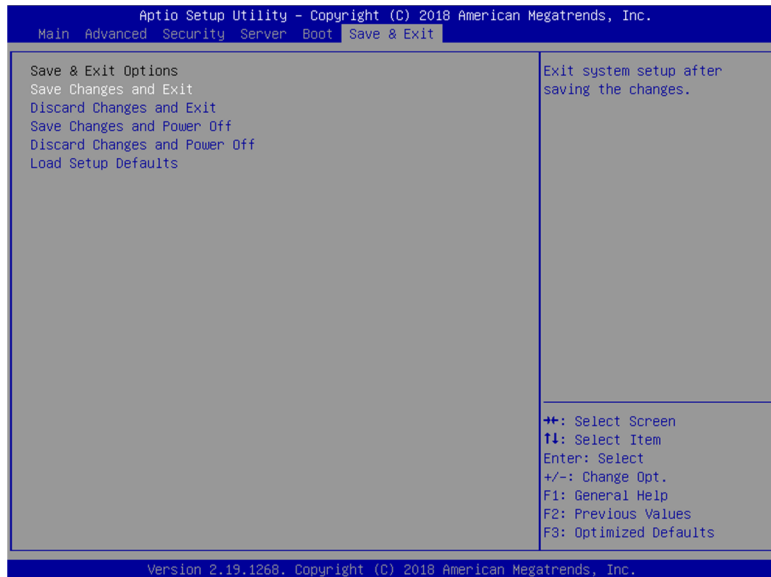 Aptio Setup Utility – Copyright (C) 2018 American Megatrends, Inc.
Main Advanced Security Server Boot Save & Exit
Save & Exit Options
Save Changes and Exit
Discard Changes and Exit
Save Changes and Power Off
Discard Changes and Power Off
Load Setup Defaults
Exit system setup after
saving the changes.
→←: Select Screen
↑↓: Select Item
Enter: Select
+/-: Change Opt.
F1: General Help
F2: Previous Values
F3: Optimized Defaults
Version 2.19.1268. Copyright (C) 2018 American Megatrends, Inc.